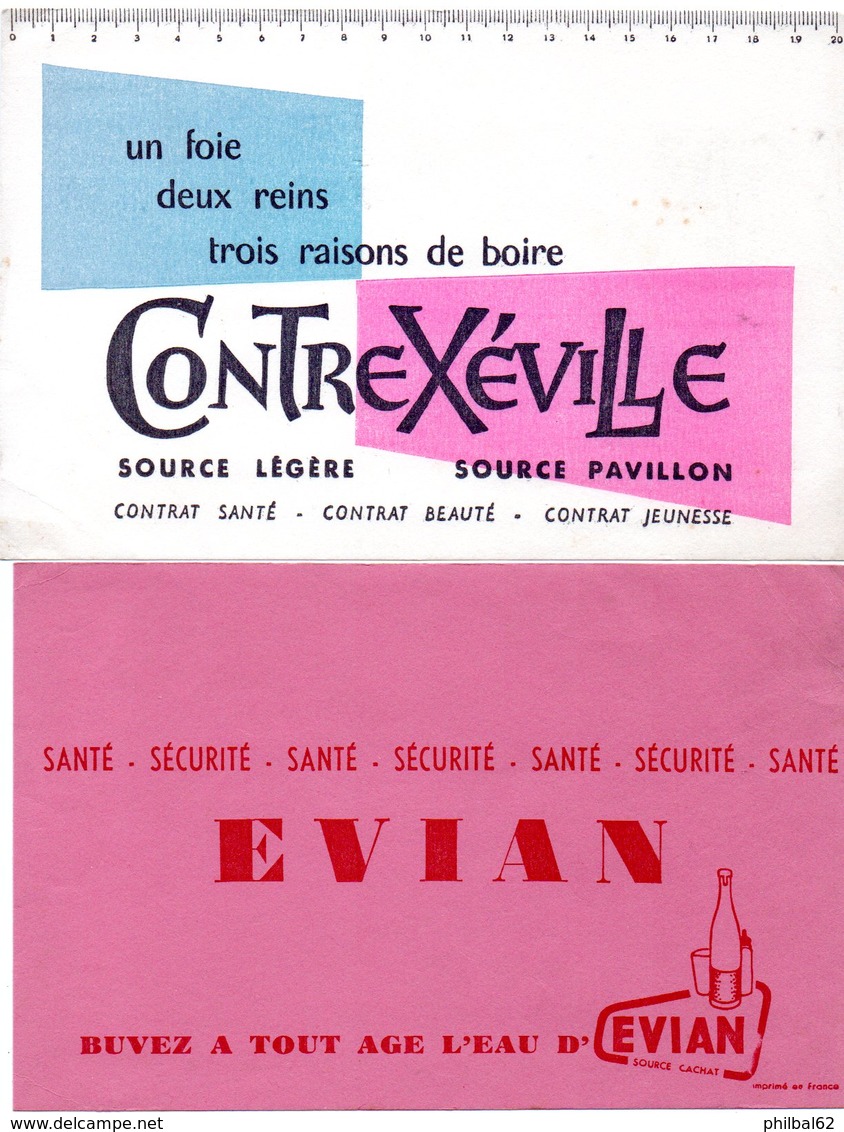 0 1 2 3 4 5 6 7 8 9 10 11 12 13 14 15 16 17 18 19 20
un foie
deux reins
trois raisons de boire
CONTREXÉVILLE
SOURCE LÉGÈRE SOURCE PAVILLON
CONTRAT SANTÉ - CONTRAT BEAUTÉ - CONTRAT JEUNESSE
SANTÉ - SÉCURITÉ - SANTÉ - SÉCURITÉ - SANTÉ - SÉCURITÉ - SANTÉ
EVIAN
BUVEZ A TOUT AGE L'EAU D'EVIAN
SOURCE CACHAT
imprimé en France
delcampe.net
philbal62